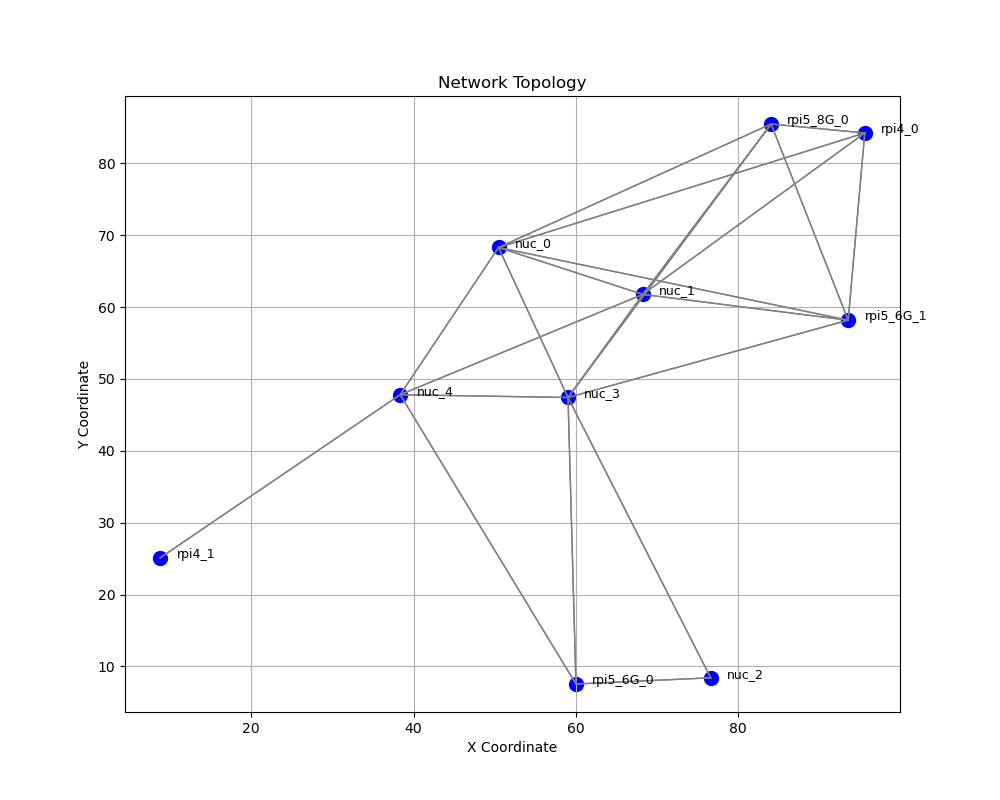 Network Topology
rpi5_8G_0
rpi4_0
80
70
nuc_0
nuc_1
60
rpi5_6G_1
50
nuc_4
nuc_3
Y Coordinate
40
30
rpi4_1
20
10
rpi5_6G_0
nuc_2
20
40
60
80
X Coordinate